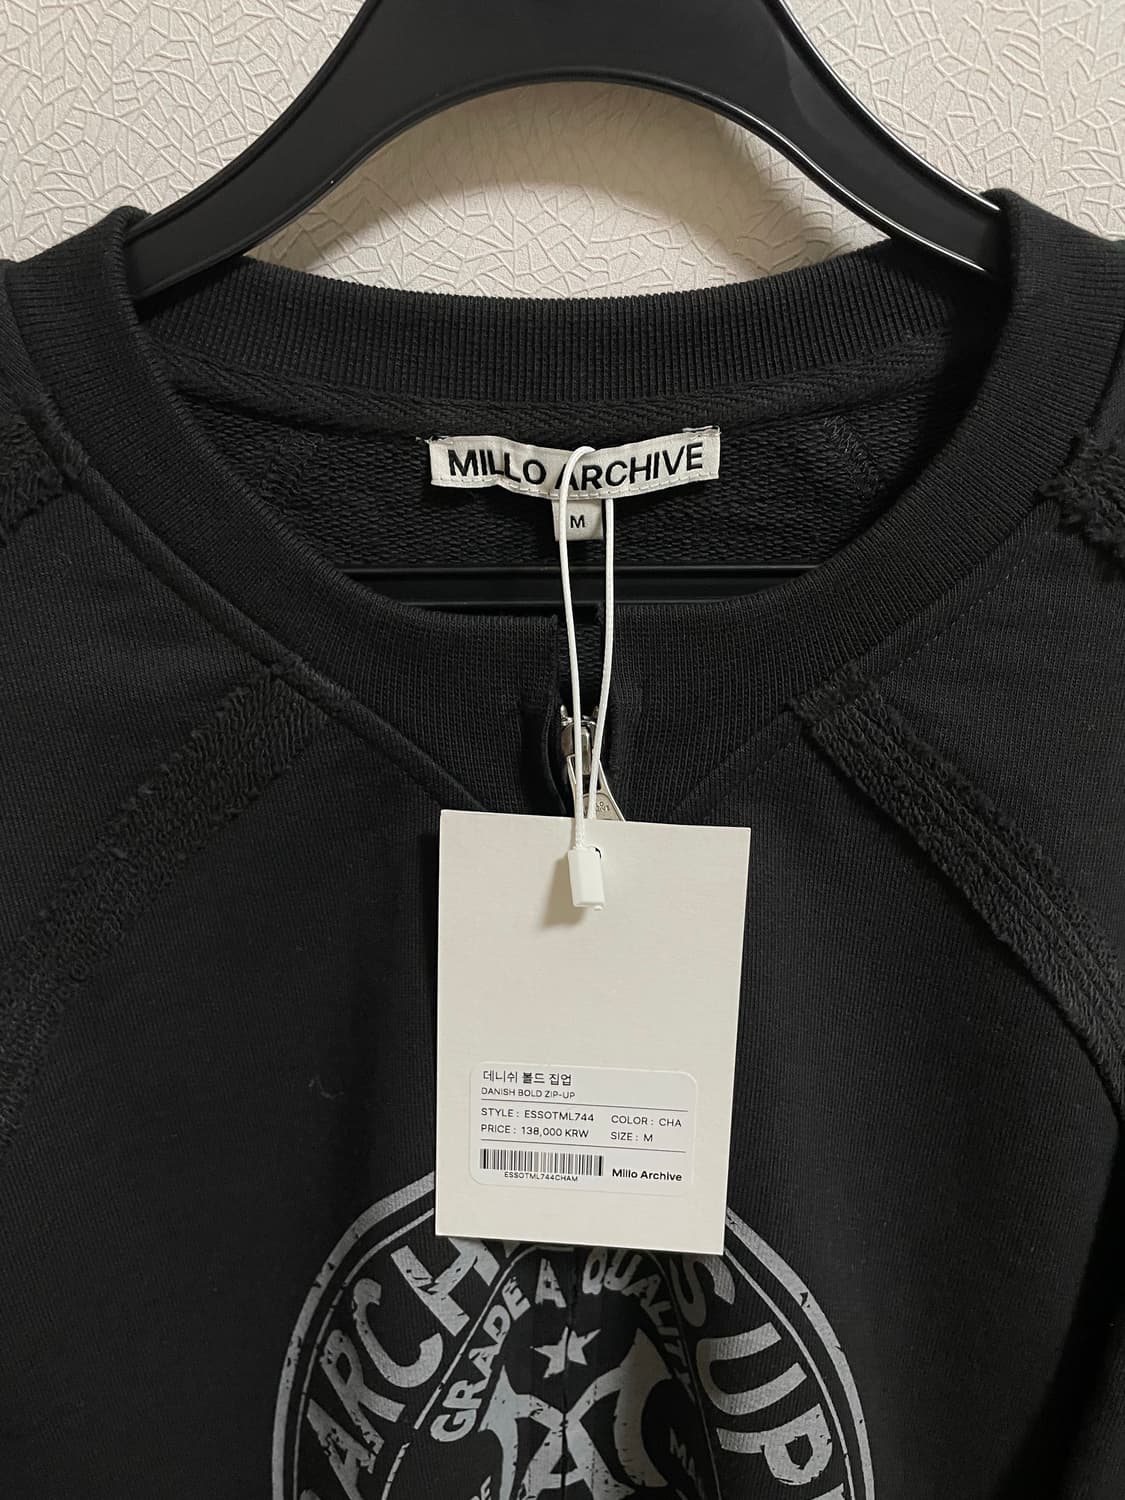 MILLO ARCHIVE
M
데니쉬 볼드 집업
DANISH BOLD ZIP-UP
STYLE : ESSOTML744 COLOR : CHA
PRICE : 138,000 KRW SIZE : M
ESSOTML744CHAM
Millo Archive
GRADE A QUALITY